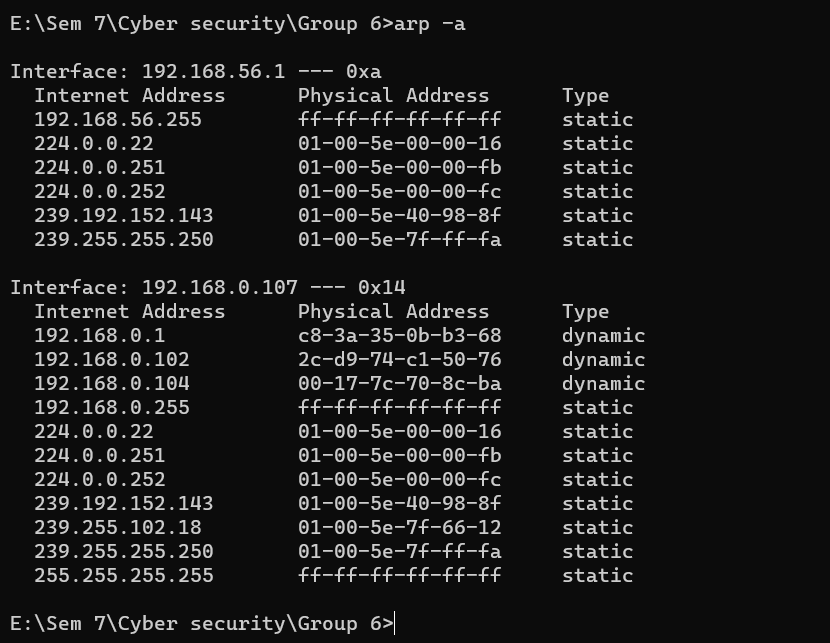 E:\Sem 7\Cyber security\Group 6>arp -a
Interface: 192.168.56.1 --- 0xa
Internet Address Physical Address Type
192.168.56.255 ff-ff-ff-ff-ff-ff static
224.0.0.22 01-00-5e-00-00-16 static
224.0.0.251 01-00-5e-00-00-fb static
224.0.0.252 01-00-5e-00-00-fc static
239.192.152.143 01-00-5e-40-98-8f static
239.255.255.250 01-00-5e-7f-ff-fa static
Interface: 192.168.0.107 --- 0x14
Internet Address Physical Address Type
192.168.0.1 c8-3a-35-0b-b3-68 dynamic
192.168.0.102 2c-d9-74-c1-50-76 dynamic
192.168.0.104 00-17-7c-70-8c-ba dynamic
192.168.0.255 ff-ff-ff-ff-ff-ff static
224.0.0.22 01-00-5e-00-00-16 static
224.0.0.251 01-00-5e-00-00-fb static
224.0.0.252 01-00-5e-00-00-fc static
239.192.152.143 01-00-5e-40-98-8f static
239.255.102.18 01-00-5e-7f-66-12 static
239.255.255.250 01-00-5e-7f-ff-fa static
255.255.255.255 ff-ff-ff-ff-ff-ff static
E:\Sem 7\Cyber security\Group 6>